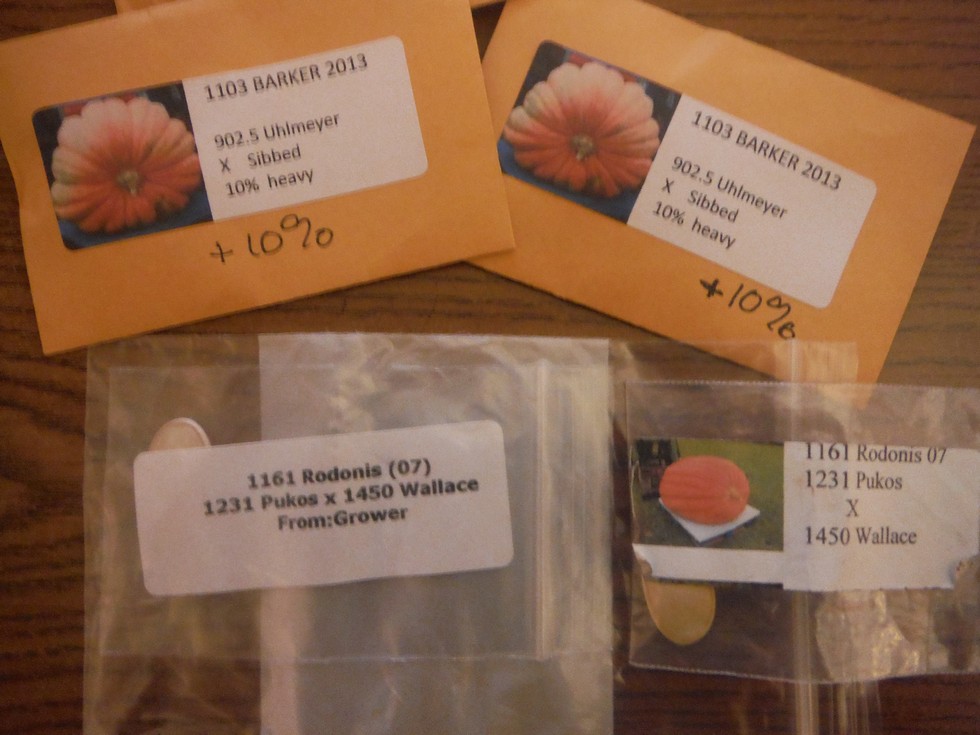 1103 BARKER 2013
902.5 Uhlmeyer
X Sibbed
10% heavy
+10%
1103 BARKER 2013
902.5 Uhlmeyer
X Sibbed
10% heavy
+10%
1161 Rodonis (07)
1231 Pukos x 1450 Wallace
From:Grower
1161 Rodonis 07
1231 Pukos
X
1450 Wallace